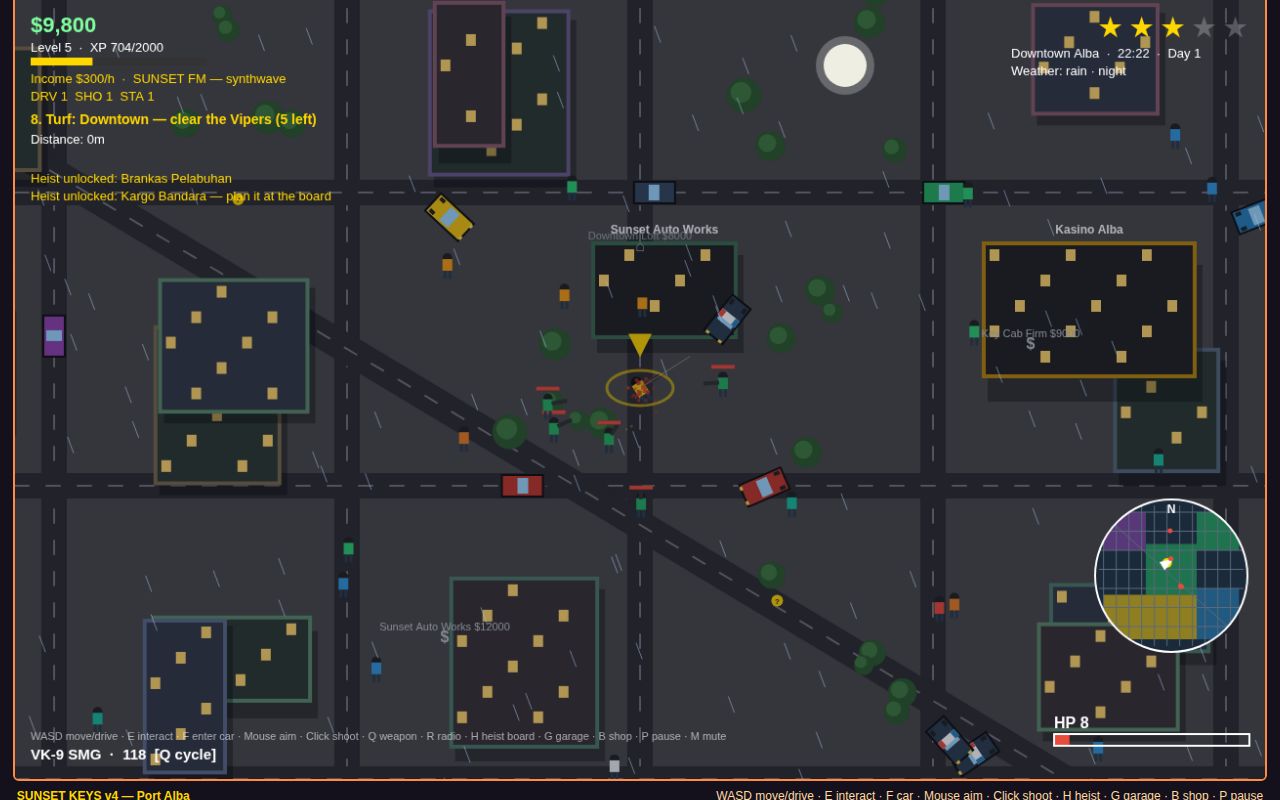 $9,800
Level 5 · XP 704/2000
Income $300/h · SUNSET FM — synthwave
DRV 1 SHO 1 STA 1
8. Turf: Downtown — clear the Vipers (5 left)
Distance: 0m
Heist unlocked: Brankas Pelabuhan
Heist unlocked: Kargo Bandara — plan it at the board
★ ★ ★ ★ ★
Downtown Alba · 22:22 · Day 1
Weather: rain · night
Sunset Auto Works
Downtown Loft $8000
Kasino Alba
Cab Firm
$
N
Sunset Auto Works $12000
$
?
HP 8
WASD move/drive · E interact · F enter car · Mouse aim · Click shoot · Q weapon · R radio · H heist board · G garage · B shop · P pause · M mute
VK-9 SMG · 118 [Q cycle]
SUNSET KEYS v4 — Port Alba
WASD move/drive · E interact · F car · Mouse aim · Click shoot · H heist · G garage · B shop · P pause